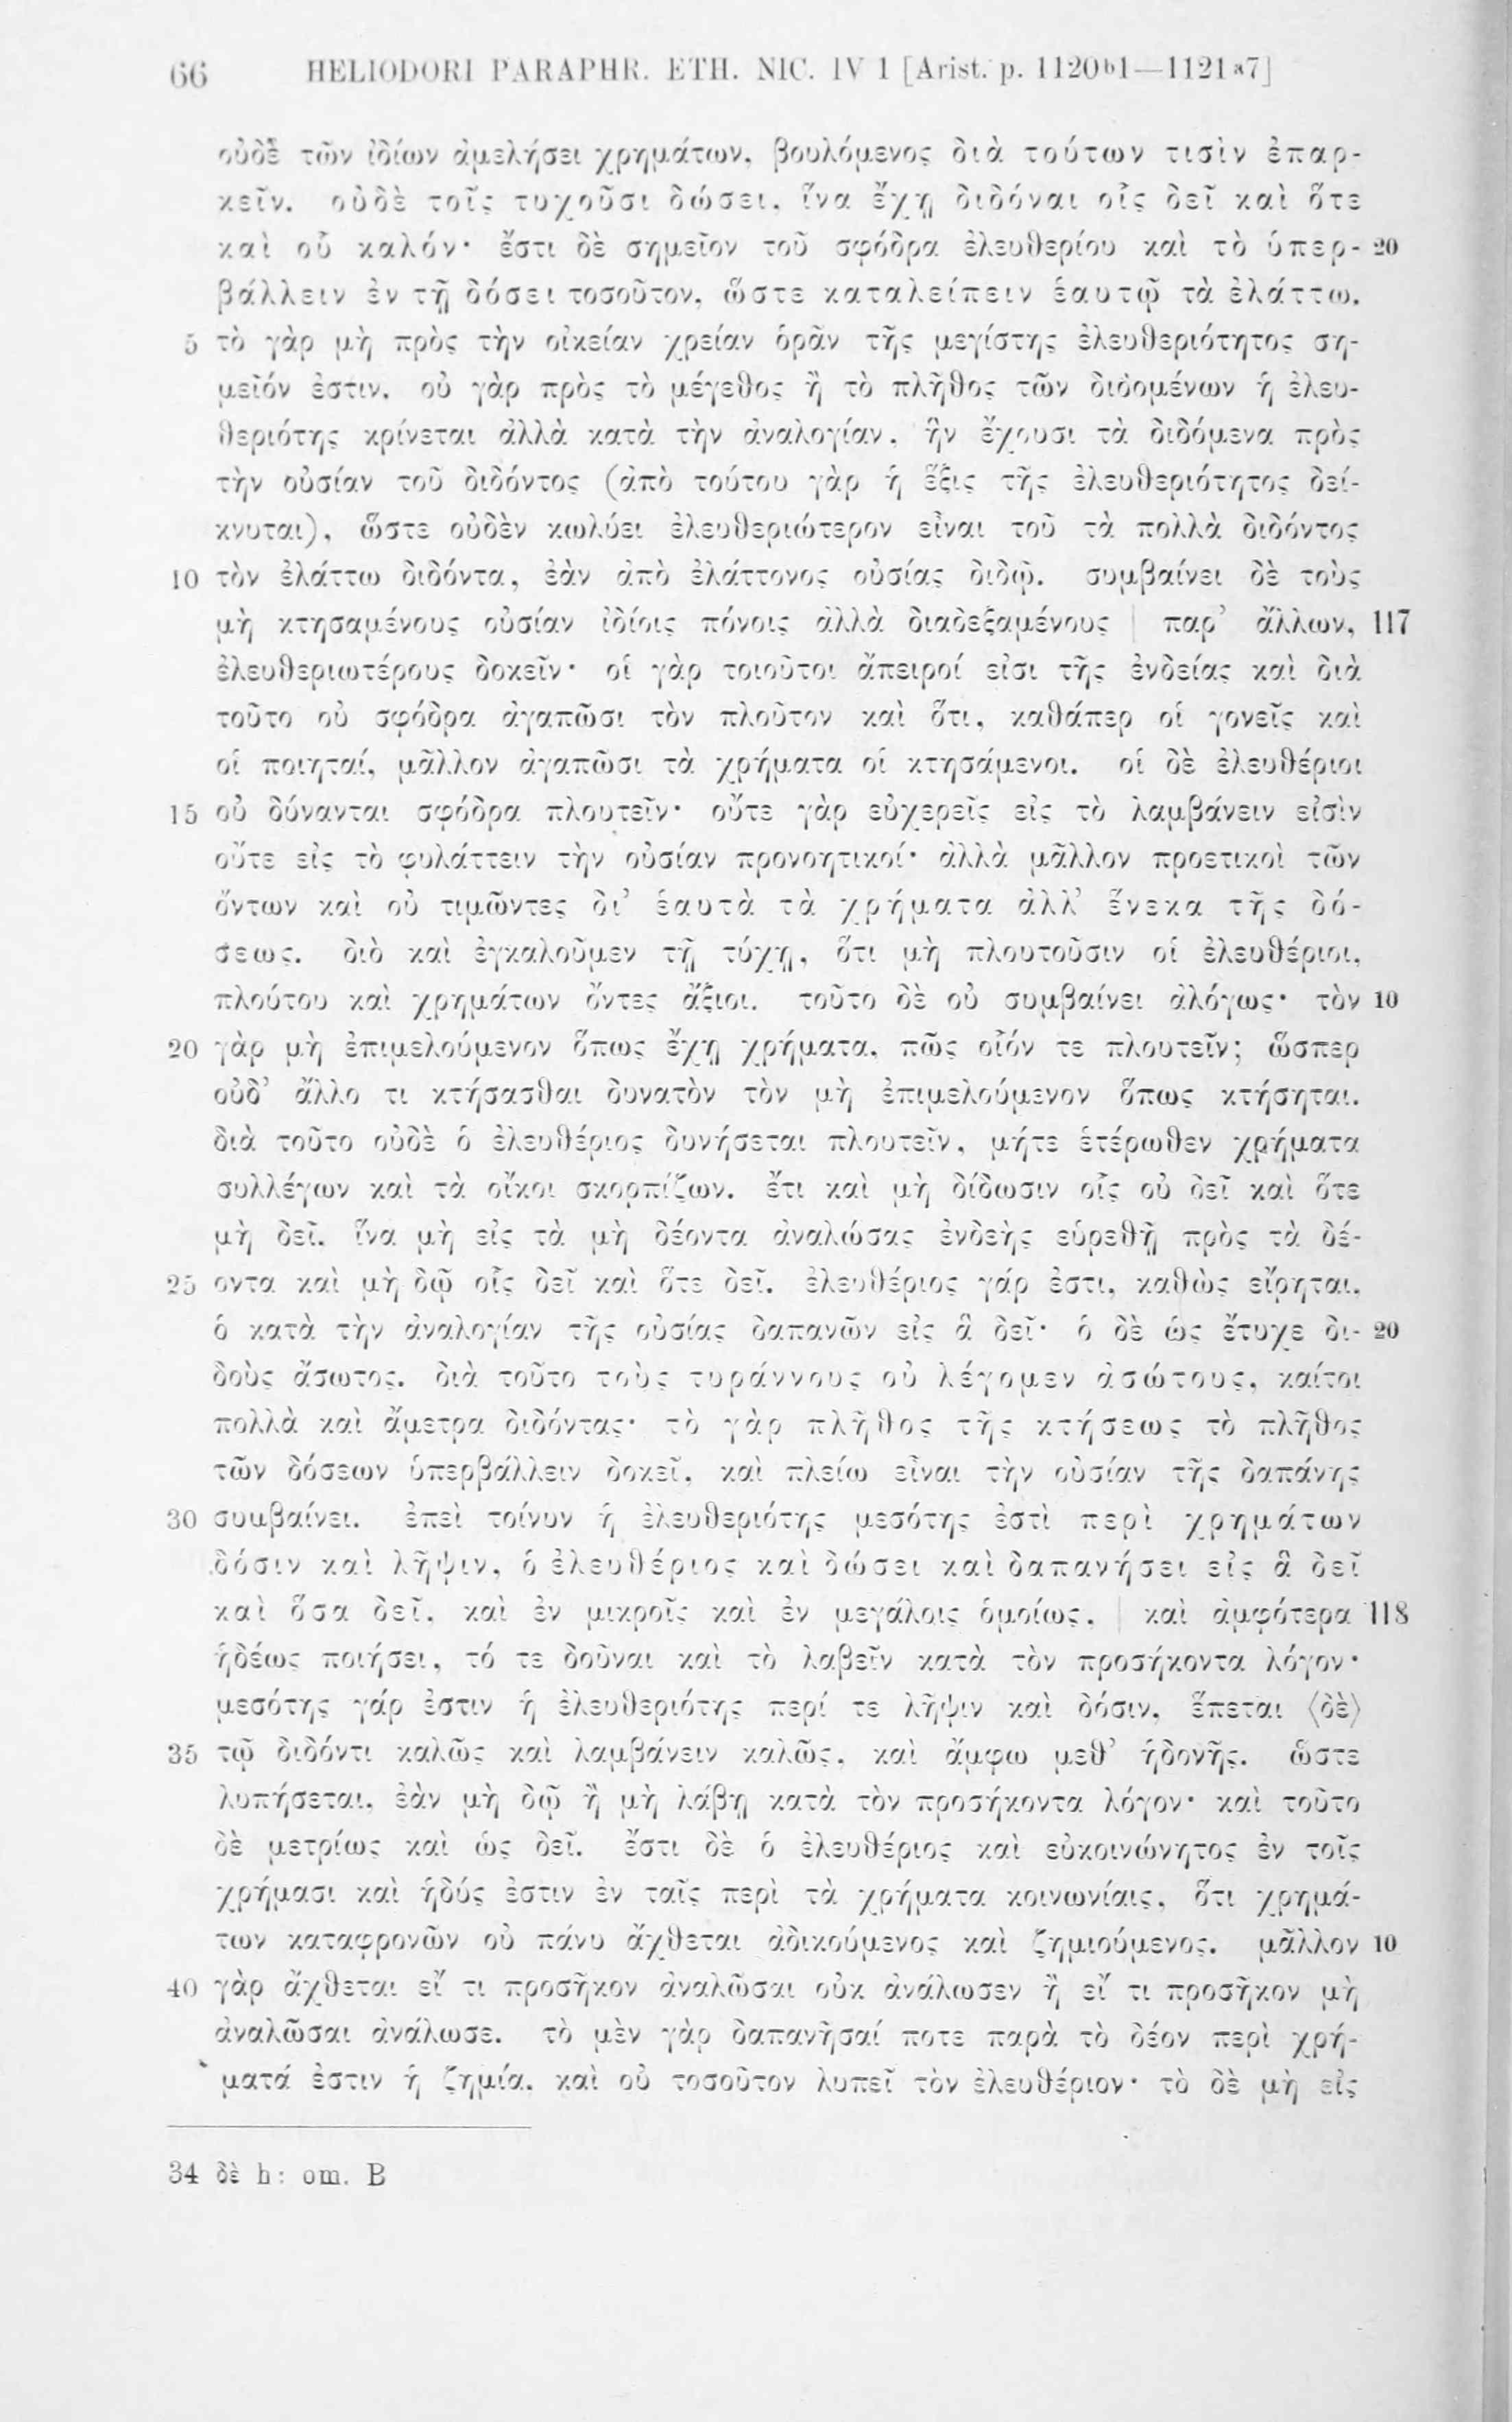 66 HELIODORI PARAPHR. ETH. NIC. IV 1 [Arist. p. 1120b1—1121a7]
οὐδὲ τῶν ἰδίων ἀμελήσει χρημάτων, βουλόμενος διὰ τούτων τισὶν ἐπαρ-
κεῖν. οὐδὲ τοῖς τυχοῦσι δώσει, ἵνα ἔχῃ διδόναι οἷς δεῖ καὶ ὅτε
καὶ οὗ καλόν· ἔστι δὲ σημεῖον τοῦ σφόδρα ἐλευθερίου καὶ τὸ ὑπερ- 20
βάλλειν ἐν τῇ δόσει τοσοῦτον, ὥστε καταλείπειν ἑαυτῷ τὰ ἐλάττω.
5 τὸ γὰρ μὴ πρὸς τὴν οἰκείαν χρείαν ὁρᾶν τῆς μεγίστης ἐλευθεριότητος ση-
μεῖόν ἐστιν. οὐ γὰρ πρὸς τὸ μέγεθος ἢ τὸ πλῆθος τῶν διδομένων ἡ ἐλευ-
θεριότης κρίνεται ἀλλὰ κατὰ τὴν ἀναλογίαν, ἣν ἔχουσι τὰ διδόμενα πρὸς
τὴν οὐσίαν τοῦ διδόντος (ἀπὸ τούτου γὰρ ἡ ἕξις τῆς ἐλευθεριότητος δεί-
κνυται), ὥστε οὐδὲν κωλύει ἐλευθεριώτερον εἶναι τοῦ τὰ πολλὰ διδόντος
10 τὸν ἐλάττω διδόντα, ἐὰν ἀπὸ ἐλάττονος οὐσίας διδῷ. συμβαίνει δὲ τοὺς
μὴ κτησαμένους οὐσίαν ἰδίοις πόνοις ἀλλὰ διαδεξαμένους | παρ’ ἄλλων, 117
ἐλευθεριωτέρους δοκεῖν· οἱ γὰρ τοιοῦτοι ἄπειροί εἰσι τῆς ἐνδείας καὶ διὰ
τοῦτο οὐ σφόδρα ἀγαπῶσι τὸν πλοῦτον καὶ ὅτι, καθάπερ οἱ γονεῖς καὶ
οἱ ποιηταί, μᾶλλον ἀγαπῶσι τὰ χρήματα οἱ κτησάμενοι. οἱ δὲ ἐλευθέριοι
15 οὐ δύνανται σφόδρα πλουτεῖν· οὔτε γὰρ εὐχερεῖς εἰς τὸ λαμβάνειν εἰσὶν
οὔτε εἰς τὸ φυλάττειν τὴν οὐσίαν προνοητικοί· ἀλλὰ μᾶλλον προετικοὶ τῶν
ὄντων καὶ οὐ τιμῶντες δι’ ἑαυτὰ τὰ χρήματα ἀλλ’ ἕνεκα τῆς δό-
σεως. διὸ καὶ ἐγκαλοῦμεν τῇ τύχῃ, ὅτι μὴ πλουτοῦσιν οἱ ἐλευθέριοι,
πλούτου καὶ χρημάτων ὄντες ἄξιοι. τοῦτο δὲ οὐ συμβαίνει ἀλόγως· τὸν 10
20 γὰρ μὴ ἐπιμελούμενον ὅπως ἔχῃ χρήματα, πῶς οἷόν τε πλουτεῖν; ὥσπερ
οὐδ’ ἄλλο τι κτήσασθαι δυνατὸν τὸν μὴ ἐπιμελούμενον ὅπως κτήσηται.
διὰ τοῦτο οὐδὲ ὁ ἐλευθέριος δυνήσεται πλουτεῖν, μήτε ἑτέρωθεν χρήματα
συλλέγων καὶ τὰ οἴκοι σκορπίζων. ἔτι καὶ μὴ δίδωσιν οἷς οὐ δεῖ καὶ ὅτε
μὴ δεῖ. ἵνα μὴ εἰς τὰ μὴ δέοντα ἀναλώσας ἐνδεὴς εὑρεθῇ πρὸς τὰ δέ-
25 οντα καὶ μὴ δῷ οἷς δεῖ καὶ ὅτε δεῖ. ἐλευθέριος γάρ ἐστι, καθὼς εἴρηται,
ὁ κατὰ τὴν ἀναλογίαν τῆς οὐσίας δαπανῶν εἰς ἃ δεῖ· ὁ δὲ ὡς ἔτυχε δι- 20
δοὺς ἄσωτος. διὰ τοῦτο τοὺς τυράννους οὐ λέγομεν ἀσώτους, καίτοι
πολλὰ καὶ ἄμετρα διδόντας· τὸ γὰρ πλῆθος τῆς κτήσεως τὸ πλῆθος
τῶν δόσεων ὑπερβάλλειν δοκεῖ, καὶ πλείω εἶναι τὴν οὐσίαν τῆς δαπάνης
30 συμβαίνει. ἐπεὶ τοίνυν ἡ ἐλευθεριότης μεσότης ἐστὶ περὶ χρημάτων
δόσιν καὶ λῆψιν, ὁ ἐλευθέριος καὶ δώσει καὶ δαπανήσει εἰς ἃ δεῖ
καὶ ὅσα δεῖ. καὶ ἐν μικροῖς καὶ ἐν μεγάλοις ὁμοίως, | καὶ ἀμφότερα 118
ἡδέως ποιήσει, τό τε δοῦναι καὶ τὸ λαβεῖν κατὰ τὸν προσήκοντα λόγον·
μεσότης γάρ ἐστιν ἡ ἐλευθεριότης περί τε λῆψιν καὶ δόσιν, ἕπεται ⟨δὲ⟩
35 τῷ διδόντι καλῶς καὶ λαμβάνειν καλῶς, καὶ ἄμφω μεθ’ ἡδονῆς. ὥστε
λυπήσεται, ἐὰν μὴ δῷ ἢ μὴ λάβῃ κατὰ τὸν προσήκοντα λόγον· καὶ τοῦτο
δὲ μετρίως καὶ ὡς δεῖ. ἔστι δὲ ὁ ἐλευθέριος καὶ εὐκοινώνητος ἐν τοῖς
χρήμασι καὶ ἡδύς ἐστιν ἐν ταῖς περὶ τὰ χρήματα κοινωνίαις, ὅτι χρημά-
των καταφρονῶν οὐ πάνυ ἄχθεται ἀδικούμενος καὶ ζημιούμενος. μᾶλλον 10
40 γὰρ ἄχθεται εἴ τι προσῆκον ἀναλῶσαι οὐκ ἀνάλωσεν ἢ εἴ τι προσῆκον μὴ
ἀναλῶσαι ἀνάλωσε. τὸ μὲν γὰρ δαπανῆσαί ποτε παρὰ τὸ δέον περὶ χρή-
ματά ἐστιν ἡ ζημία, καὶ οὐ τοσοῦτον λυπεῖ τὸν ἐλευθέριον· τὸ δὲ μὴ εἰς
34 δὲ h: om. B